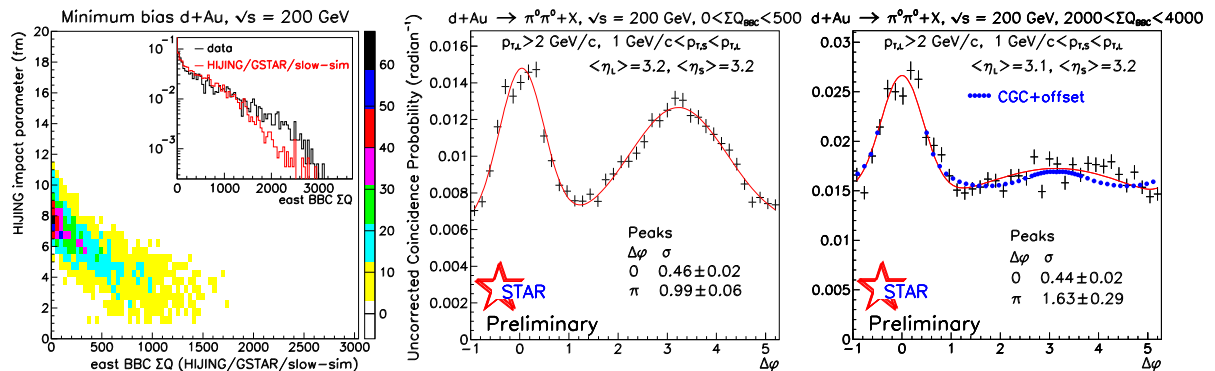 Minimum bias d+Au, √s = 200 GeV
HIJING impact parameter (fm)
20
18
16
14
12
10
8
6
4
2
0
10⁻¹
10⁻²
10⁻³
data
HIJING/GSTAR/slow-sim
0 1000 2000 3000
east BBC ΣQ
60
50
40
30
20
10
0
0 500 1000 1500 2000 2500 3000
east BBC ΣQ (HIJING/GSTAR/slow-sim)
d+Au → π⁰π⁰+X, √s = 200 GeV, 0<ΣQ_BBC<500
Uncorrected Coincidence Probability (radian⁻¹)
p_T,L>2 GeV/c, 1 GeV/c<p_T,S<p_T,L
<η_L>=3.2, <η_S>=3.2
0.016
0.014
0.012
0.01
0.008
0.006
0.004
0.002
0
Peaks
Δφ σ
0 0.46±0.02
π 0.99±0.06
STAR
Preliminary
-1 0 1 2 3 4 5
Δφ
d+Au → π⁰π⁰+X, √s = 200 GeV, 2000<ΣQ_BBC<4000
p_T,L>2 GeV/c, 1 GeV/c<p_T,S<p_T,L
<η_L>=3.1, <η_S>=3.2
CGC+offset
0.03
0.025
0.02
0.015
0.01
0.005
0
Peaks
Δφ σ
0 0.44±0.02
π 1.63±0.29
STAR
Preliminary
-1 0 1 2 3 4 5
Δφ